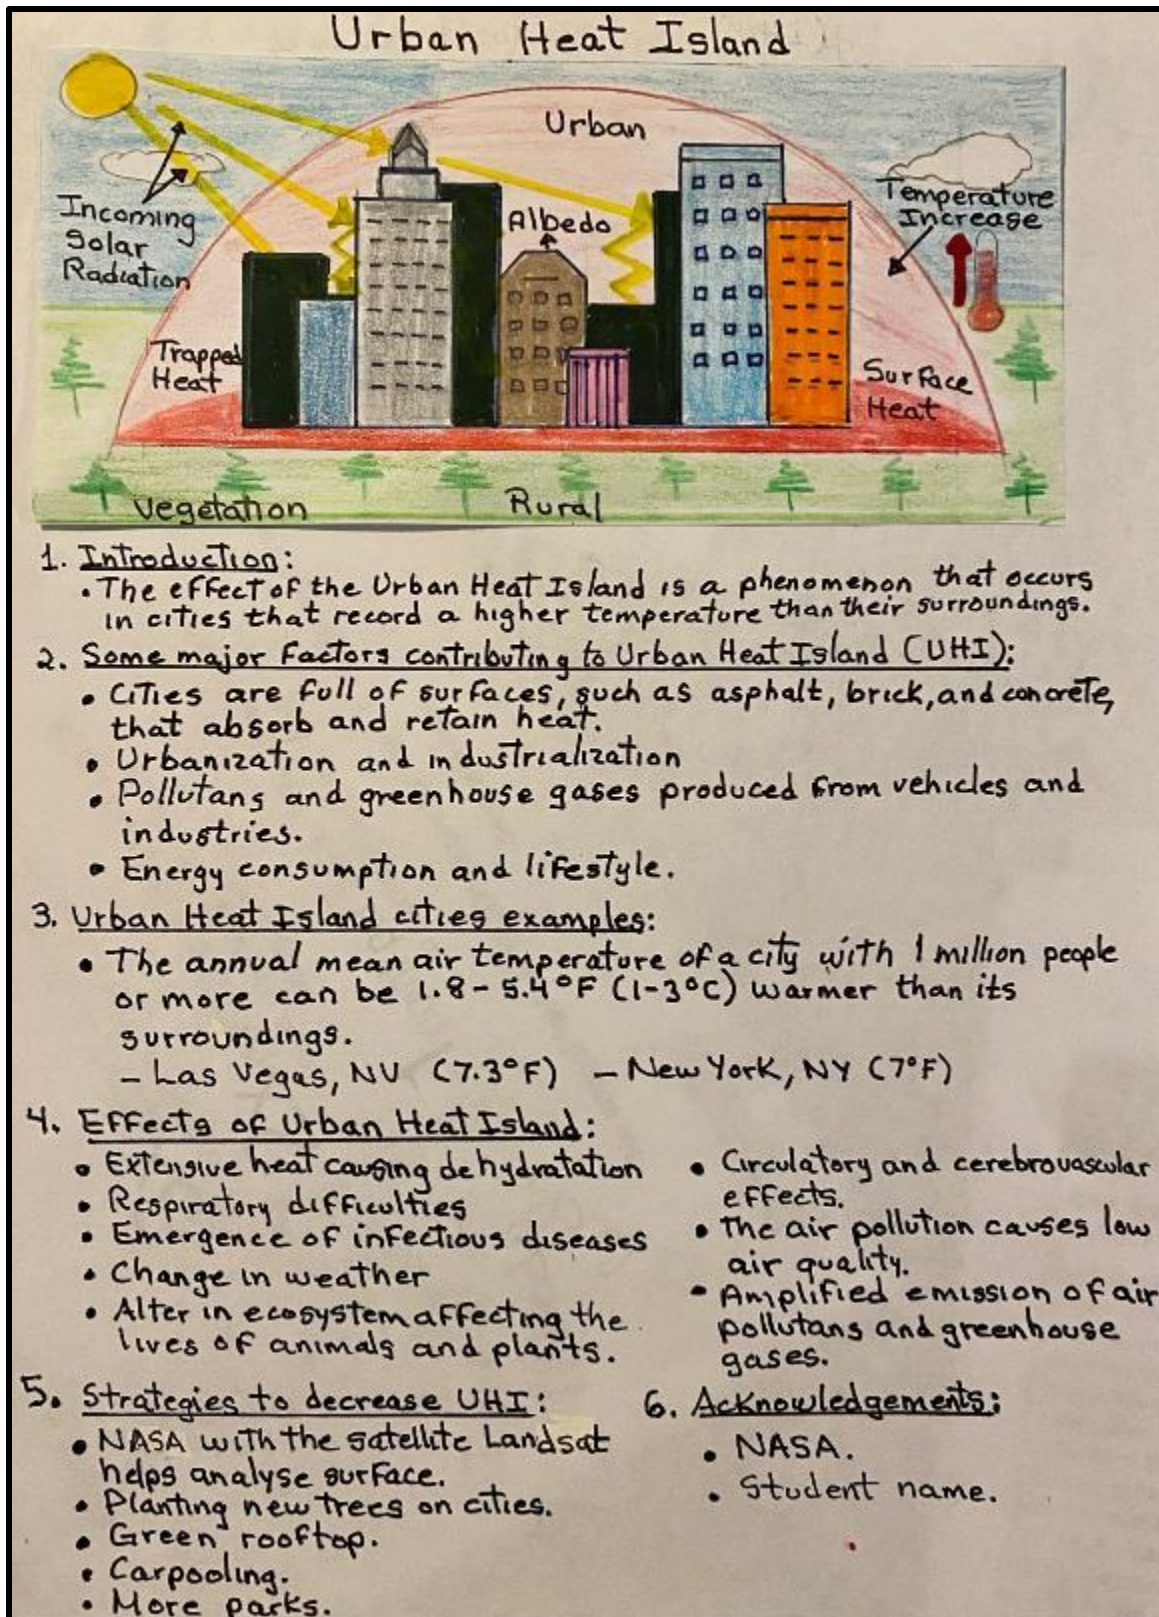 Urban Heat Island
Urban
Incoming
Solar
Radiation
Albedo
Temperature
Increase
Trapped
Heat
Surface
Heat
Vegetation
Rural
1. Introduction:
• The effect of the Urban Heat Island is a phenomenon that occurs
in cities that record a higher temperature than their surroundings.
2. Some major factors contributing to Urban Heat Island (UHI):
• Cities are full of surfaces, such as asphalt, brick, and concrete,
that absorb and retain heat.
• Urbanization and industrialization
• Pollutans and greenhouse gases produced from vehicles and
industries.
• Energy consumption and lifestyle.
3. Urban Heat Island cities examples:
• The annual mean air temperature of a city with 1 million people
or more can be 1.8-5.4°F (1-3°C) warmer than its
surroundings.
- Las Vegas, NV (7.3°F) - New York, NY (7°F)
4. Effects of Urban Heat Island:
• Extensive heat causing dehydratation
• Respiratory difficulties
• Emergence of infectious diseases
• Change in weather
• Alter in ecosystem affecting the
lives of animals and plants.
• Circulatory and cerebrovascular
effects.
• The air pollution causes low
air quality.
• Amplified emission of air
pollutans and greenhouse
gases.
5. Strategies to decrease UHI:
• NASA with the satellite Landsat
helps analyse surface.
• Planting new trees on cities.
• Green rooftop.
• Carpooling.
• More parks.
6. Acknowledgements:
• NASA.
• Student name.